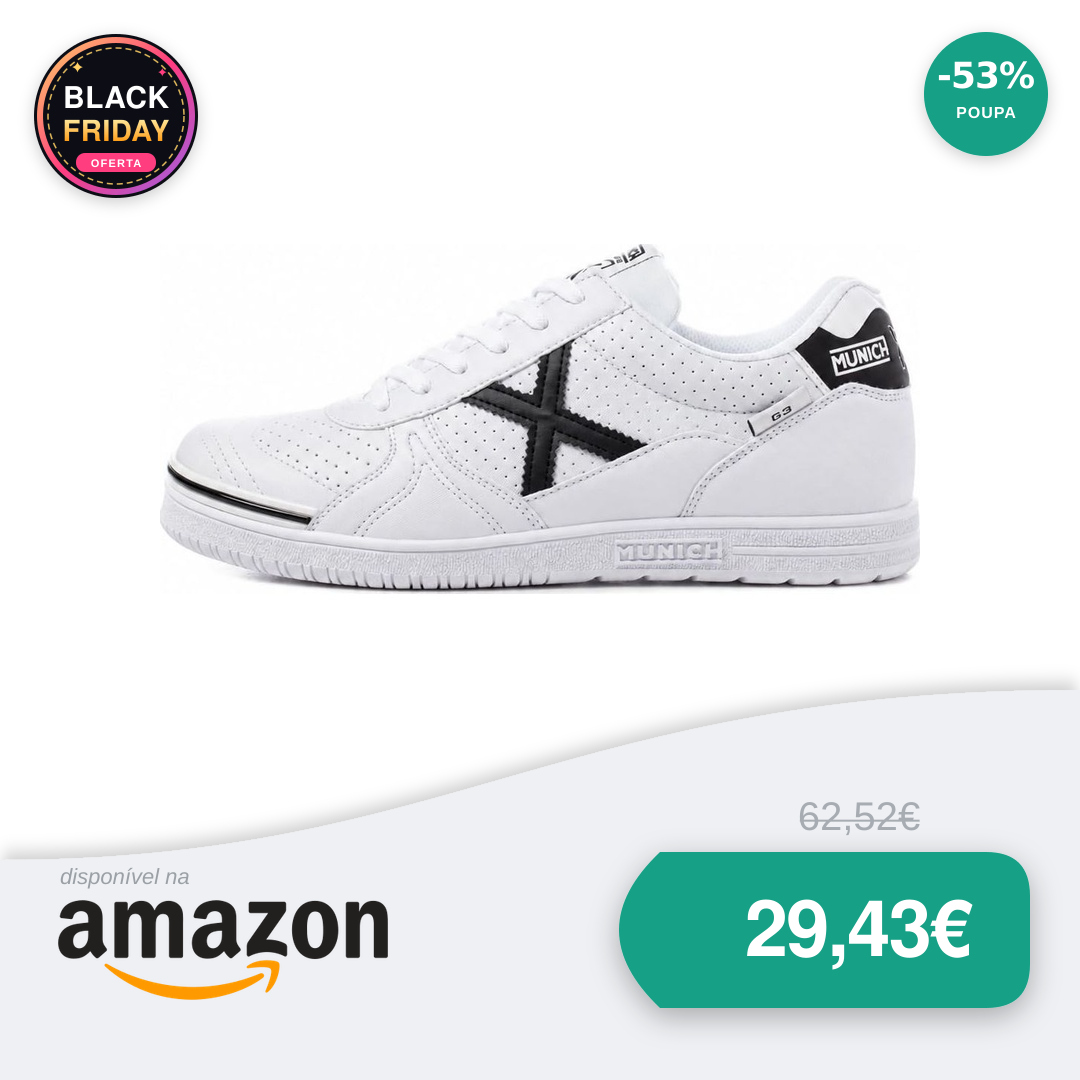 BLACK
FRIDAY
OFERTA
-53%
POUPA
MUNICH
G3
MUNICH
62,52€
disponível na
amazon
29,43€